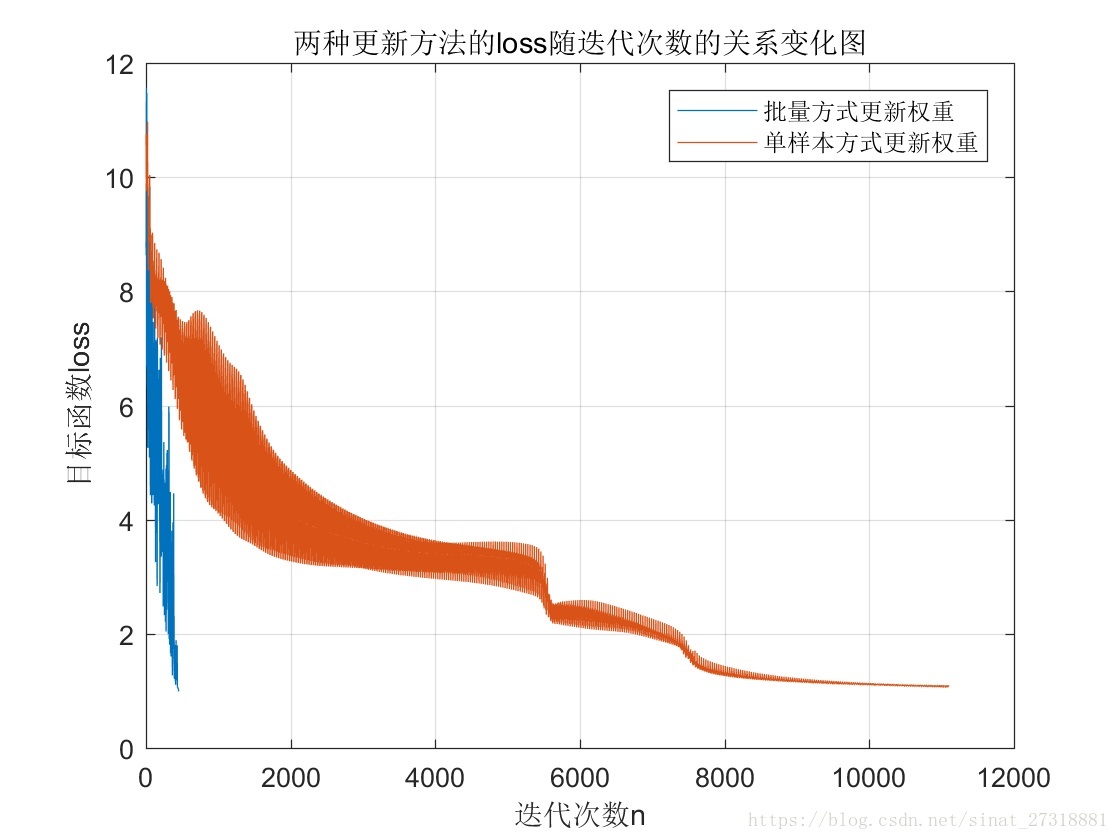 两种更新方法的loss随迭代次数的关系变化图
批量方式更新权重
单样本方式更新权重
12
10
8
6
4
2
0
目标函数loss
0 2000 4000 6000 8000 10000 12000
迭代次数n
https://blog.csdn.net/sinat_27318881